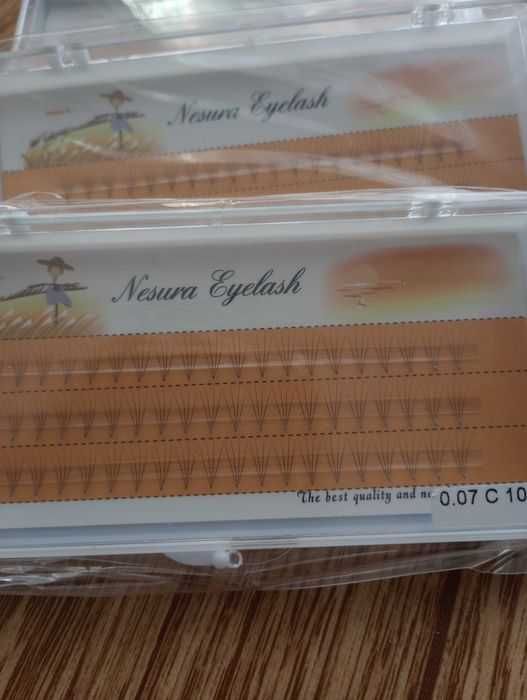 Nesura Eyelash
Nesura Eyelash
The best quality and
0.07 C 10